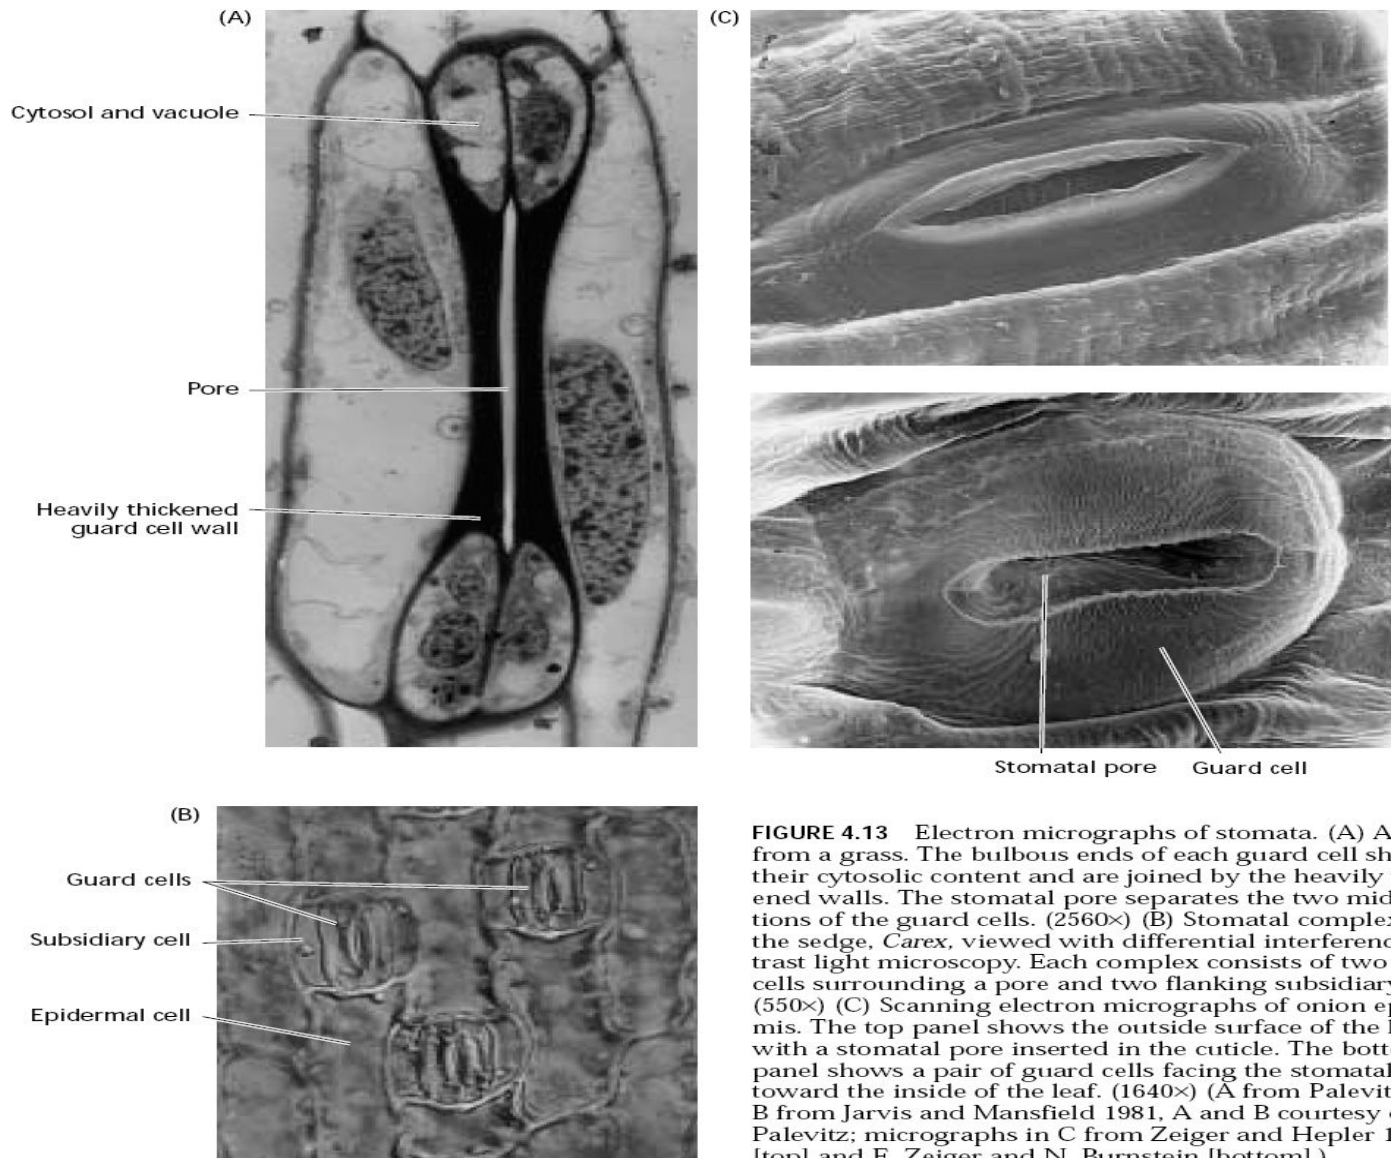 (A)
Cytosol and vacuole
Pore
Heavily thickened
guard cell wall
(B)
Guard cells
Subsidiary cell
Epidermal cell
(C)
Stomatal pore
Guard cell
FIGURE 4.13 Electron micrographs of stomata. (A) A
from a grass. The bulbous ends of each guard cell sh
their cytosolic content and are joined by the heavily
ened walls. The stomatal pore separates the two mid
tions of the guard cells. (2560×) (B) Stomatal complex
the sedge, Carex, viewed with differential interferenc
trast light microscopy. Each complex consists of two
cells surrounding a pore and two flanking subsidiary
(550×) (C) Scanning electron micrographs of onion ep
mis. The top panel shows the outside surface of the
with a stomatal pore inserted in the cuticle. The bott
panel shows a pair of guard cells facing the stomatal
toward the inside of the leaf. (1640×) (A from Palevit
B from Jarvis and Mansfield 1981, A and B courtesy
Palevitz; micrographs in C from Zeiger and Hepler
[top] and E. Zeiger and N. Burnstein [bottom].)